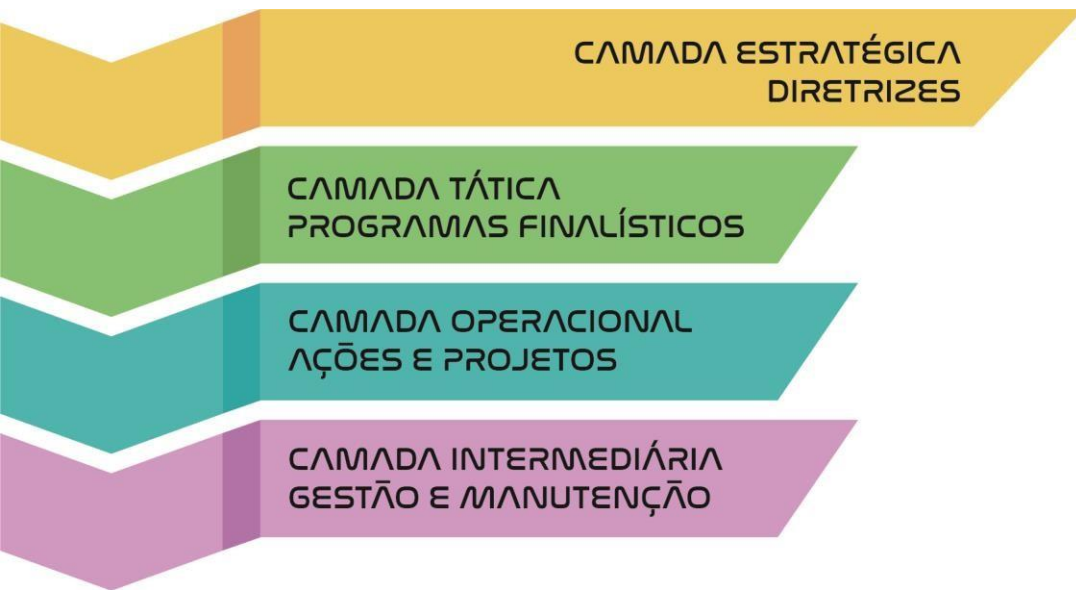 CAMADA ESTRATÉGICA
DIRETRIZES
CAMADA TÁTICA
PROGRAMAS FINALÍSTICOS
CAMADA OPERACIONAL
AÇÕES E PROJETOS
CAMADA INTERMEDIÁRIA
GESTÃO E MANUTENÇÃO